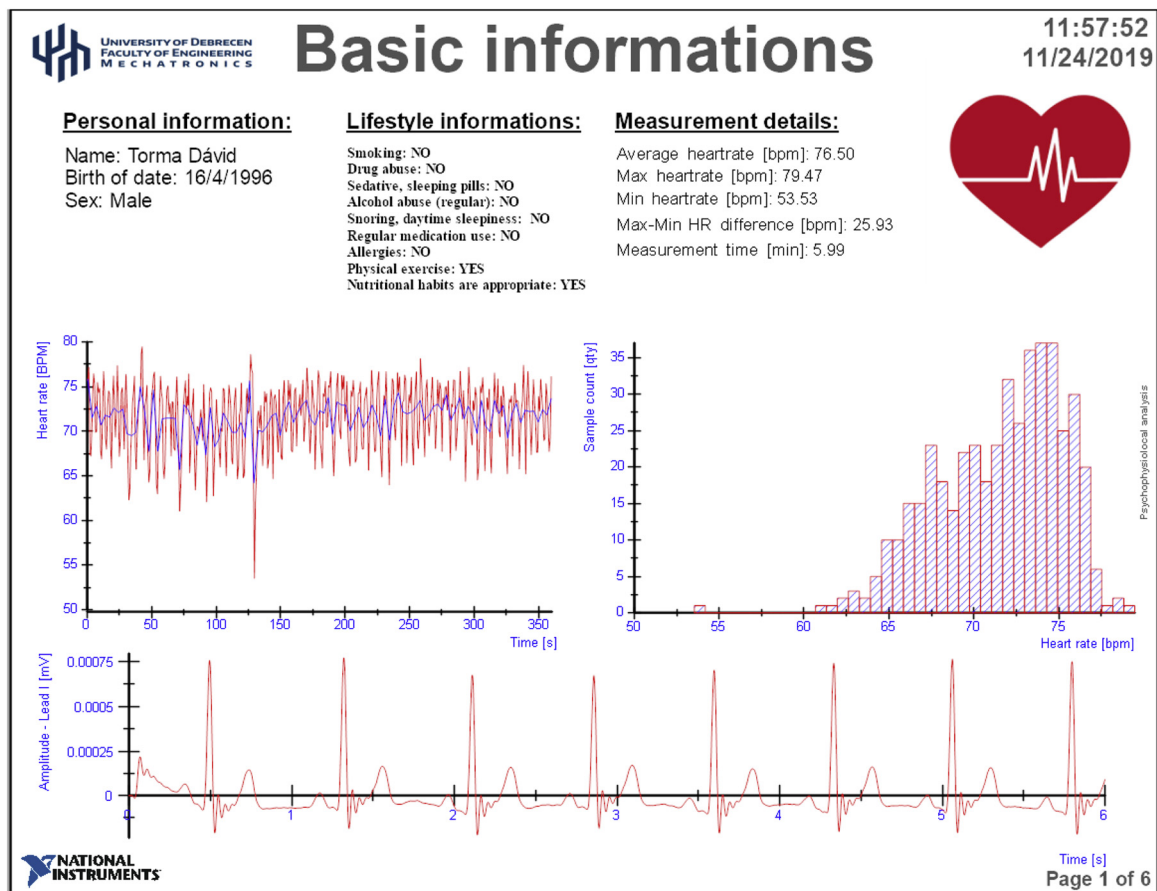 UNIVERSITY OF DEBRECEN
FACULTY OF ENGINEERING
MECHATRONICS
Basic informations
11:57:52
11/24/2019
Personal information:
Name: Torma Dávid
Birth of date: 16/4/1996
Sex: Male
Lifestyle informations:
Smoking: NO
Drug abuse: NO
Sedative, sleeping pills: NO
Alcohol abuse (regular): NO
Snoring, daytime sleepiness: NO
Regular medication use: NO
Allergies: NO
Physical exercise: YES
Nutritional habits are appropriate: YES
Measurement details:
Average heartrate [bpm]: 76.50
Max heartrate [bpm]: 79.47
Min heartrate [bpm]: 53.53
Max-Min HR difference [bpm]: 25.93
Measurement time [min]: 5.99
Heart rate [BPM]
80
75
70
65
60
55
50
0 50 100 150 200 250 300 350
Time [s]
Sample count [qty]
35
30
25
20
15
10
5
0
50 55 60 65 70 75
Heart rate [bpm]
Psychophysiolocal analysis
Amplitude - Lead I [mV]
0.00075
0.0005
0.00025
0
0 1 2 3 4 5 6
Time [s]
NATIONAL
INSTRUMENTS
Page 1 of 6